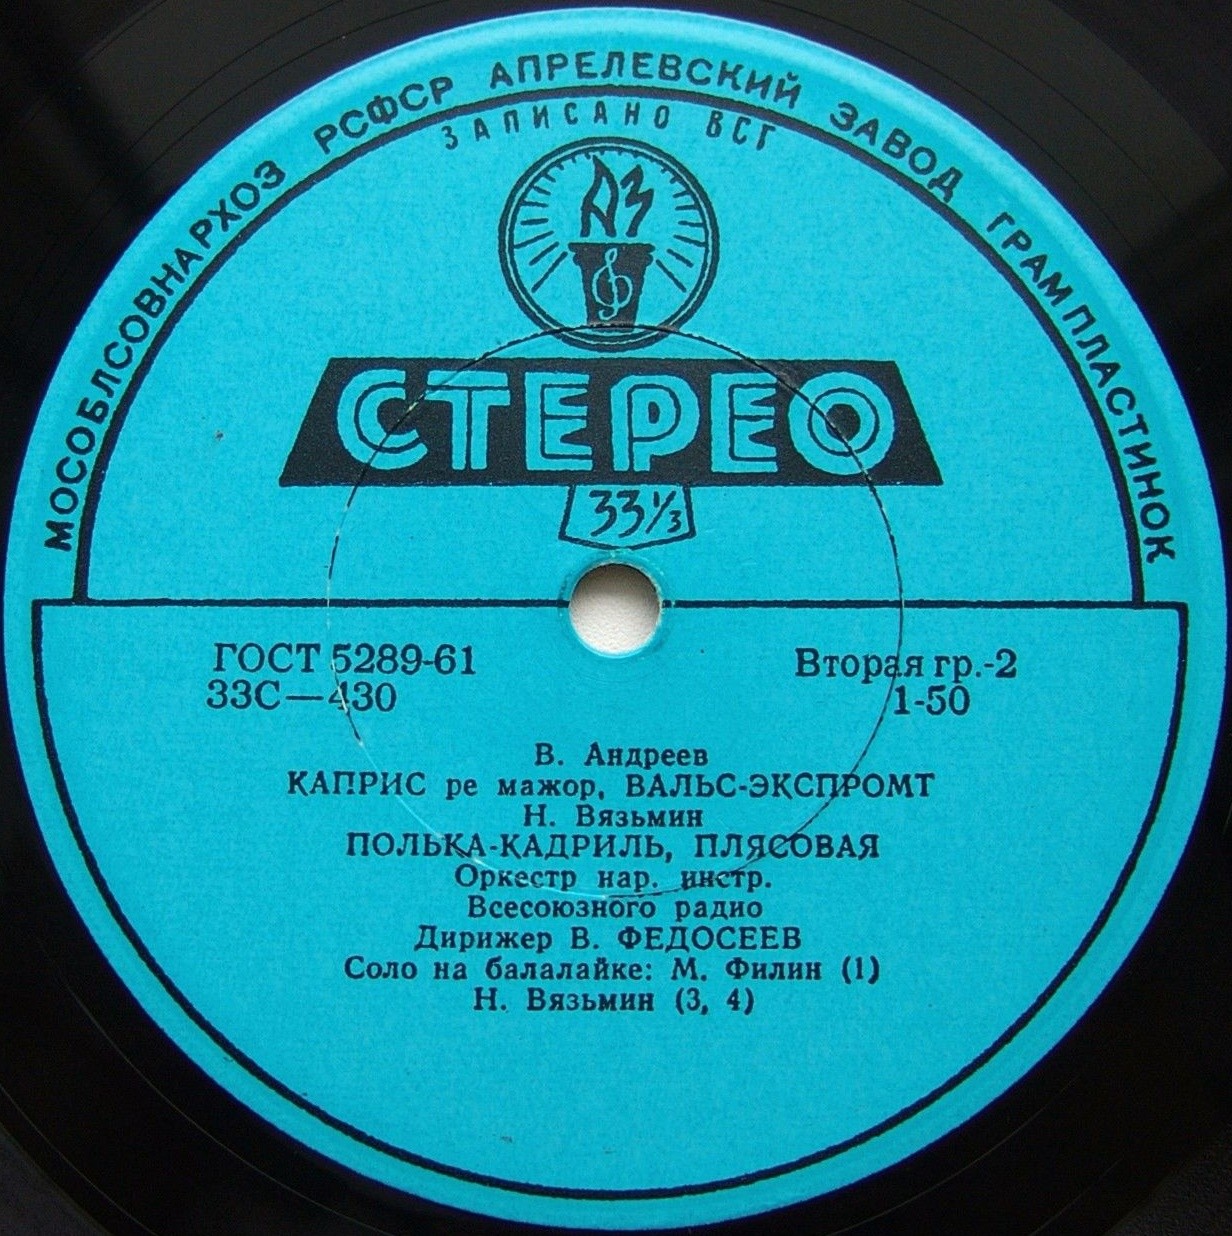 МОСОБЛСОВНАРХОЗ РСФСР АПРЕЛЕВСКИЙ ЗАВОД ГРАМПЛАСТИНОК
ЗАПИСАНО ВСГ
АЗ
СТЕРЕО
33⅓
ГОСТ 5289-61
33С—430
Вторая гр.-2
1-50
В. Андреев
КАПРИС ре мажор, ВАЛЬС-ЭКСПРОМТ
Н. Вязьмин
ПОЛЬКА-КАДРИЛЬ, ПЛЯСОВАЯ
Оркестр нар. инстр.
Всесоюзного радио
Дирижер В. ФЕДОСЕЕВ
Соло на балалайке: М. Филин (1)
Н. Вязьмин (3, 4)